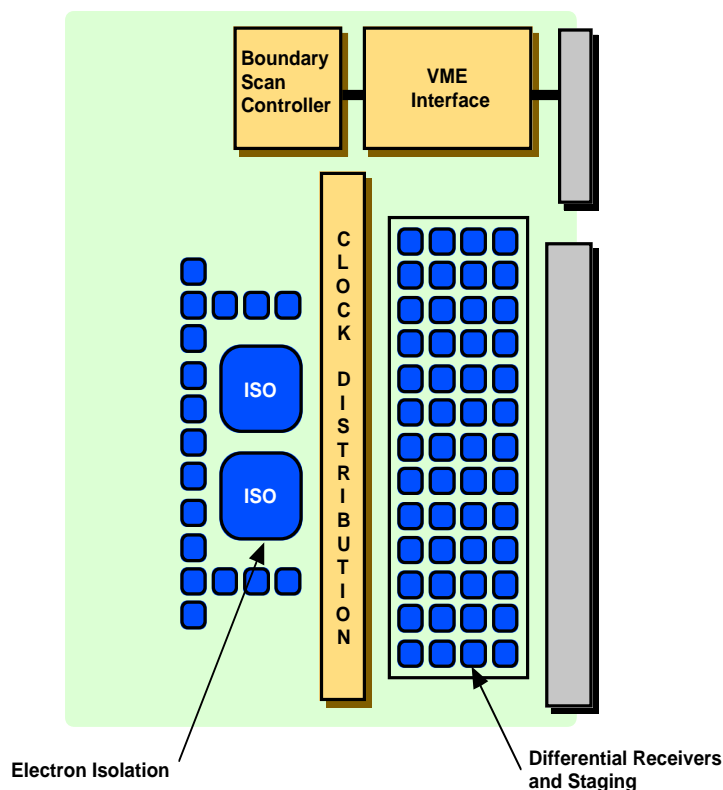 Boundary
Scan
Controller
VME
Interface
CLOCK DISTRIBUTION
ISO
ISO
Electron Isolation
Differential Receivers
and Staging